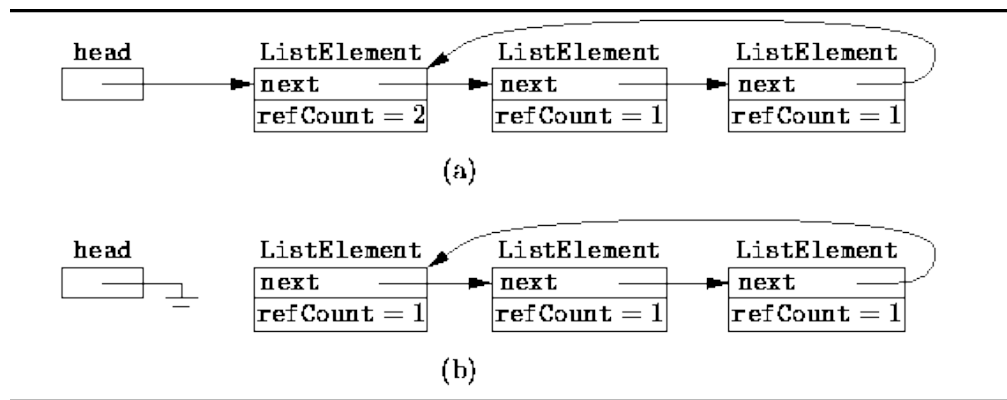 head ListElement ListElement ListElement
next next next
refCount = 2 refCount = 1 refCount = 1
(a)
head ListElement ListElement ListElement
next next next
refCount = 1 refCount = 1 refCount = 1
(b)